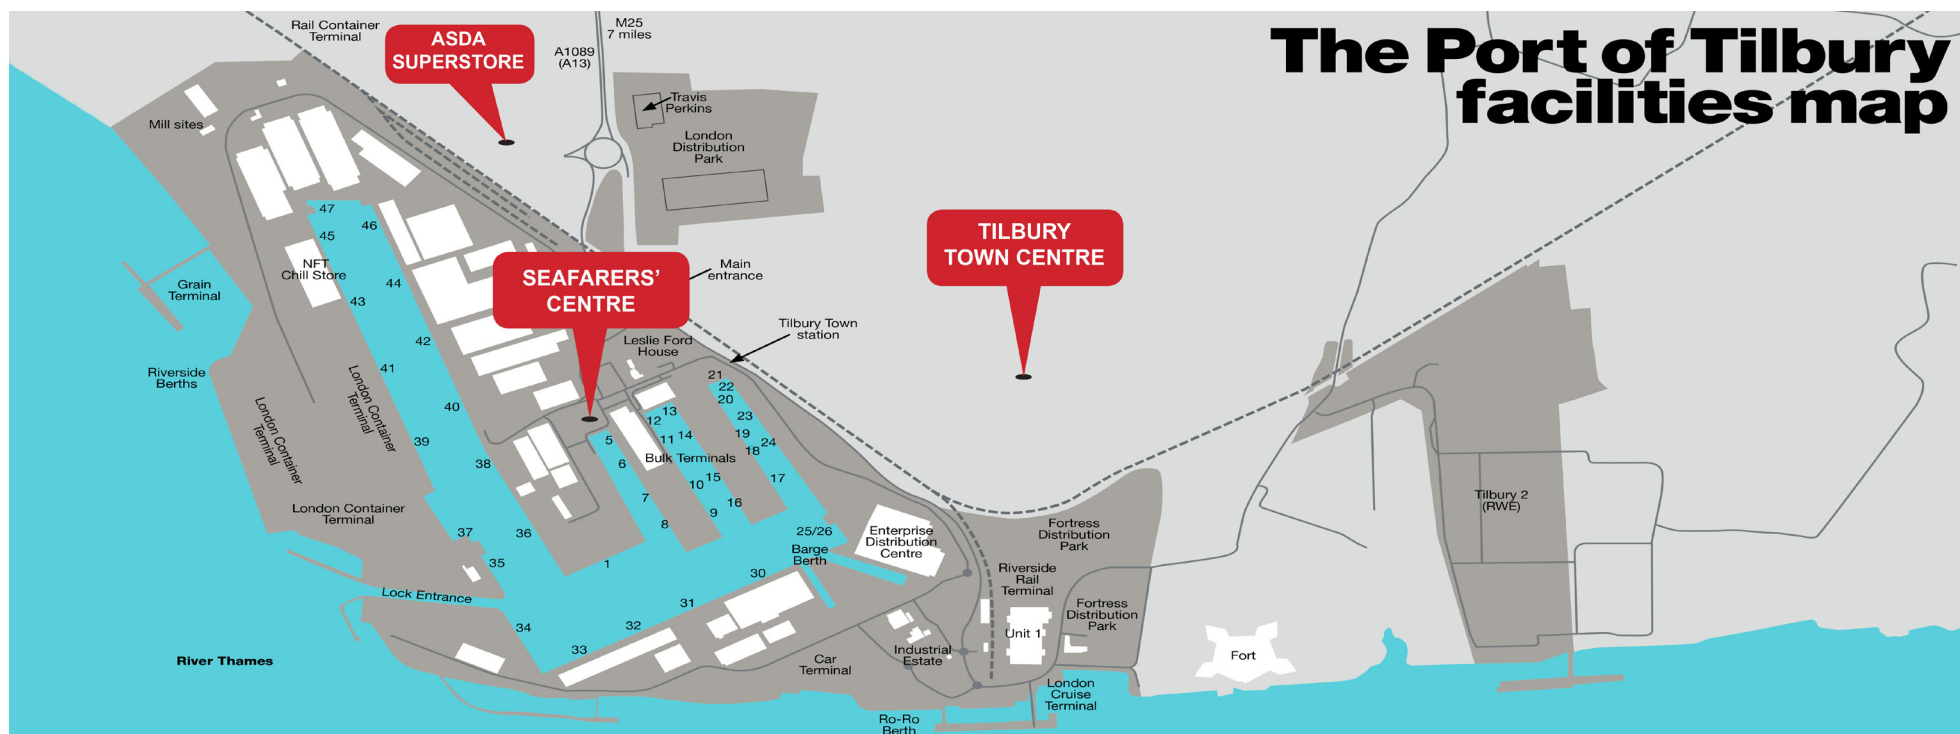 The Port of Tilbury
facilities map
Rail Container
Terminal
ASDA
SUPERSTORE
M25
7 miles
A1089
(A13)
Travis
Perkins
London
Distribution
Park
Mill sites
TILBURY
TOWN CENTRE
SEAFARERS’
CENTRE
Main
entrance
Tilbury Town
station
Leslie Ford
House
NFT
Chill Store
Grain
Terminal
Riverside
Berths
London Container
Terminal
London Container
Terminal
London Container
Terminal
Lock Entrance
River Thames
47
46
45
44
43
42
41
40
39
38
37
36
35
34
33
32
31
30
1
5
6
7
8
9
10
11
12
13
14
15
16
17
18
19
20
21
22
23
24
25/26
Bulk Terminals
Barge
Berth
Enterprise
Distribution
Centre
Fortress
Distribution
Park
Riverside
Rail
Terminal
Fortress
Distribution
Park
Unit 1
Industrial
Estate
Car
Terminal
Ro-Ro
Berth
London
Cruise
Terminal
Fort
Tilbury 2
(RWE)